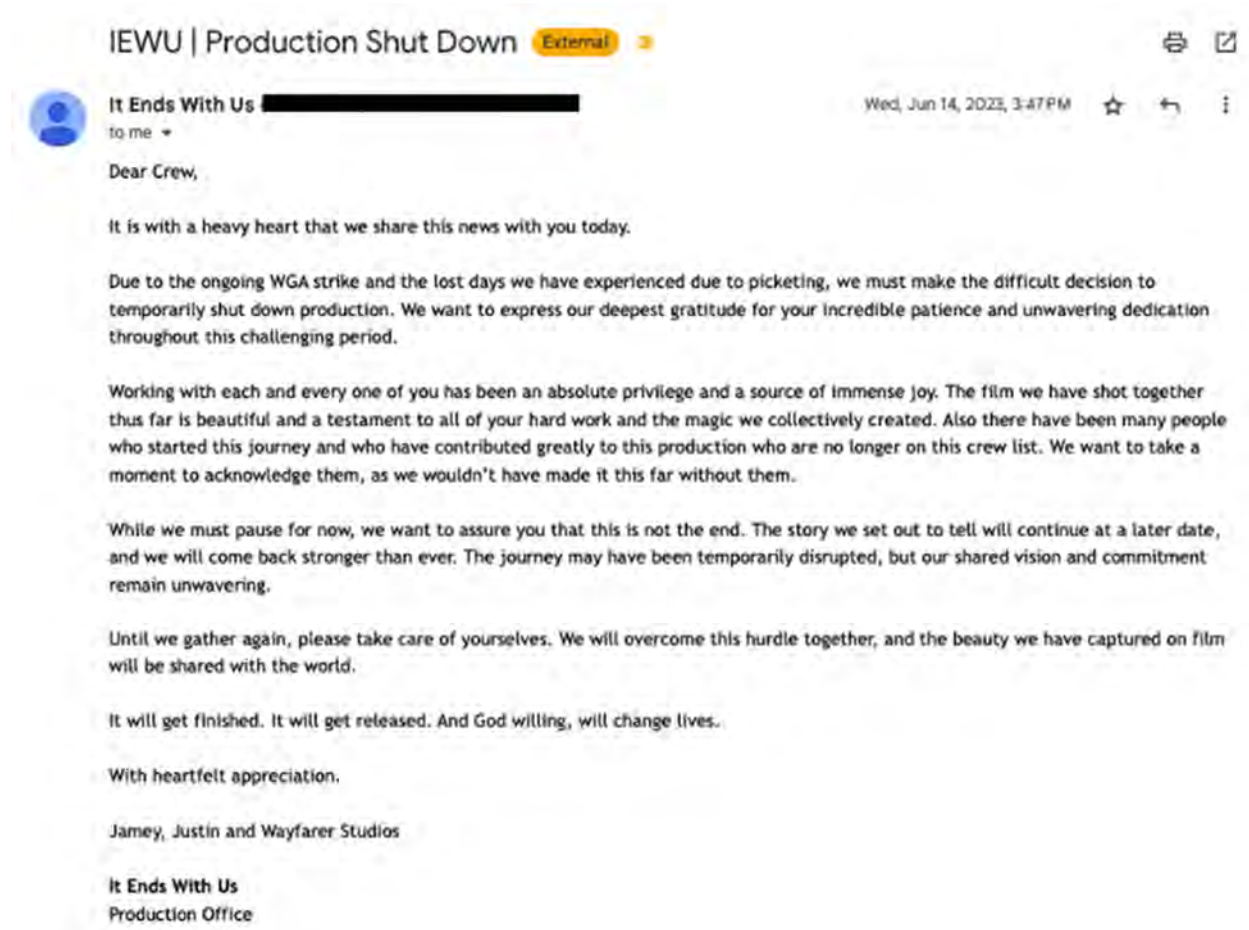 IEWU | Production Shut Down External
It Ends With Us
Wed, Jun 14, 2023, 3:47 PM
to me
Dear Crew,
It is with a heavy heart that we share this news with you today.
Due to the ongoing WGA strike and the lost days we have experienced due to picketing, we must make the difficult decision to
temporarily shut down production. We want to express our deepest gratitude for your incredible patience and unwavering dedication
throughout this challenging period.
Working with each and every one of you has been an absolute privilege and a source of immense joy. The film we have shot together
thus far is beautiful and a testament to all of your hard work and the magic we collectively created. Also there have been many people
who started this journey and who have contributed greatly to this production who are no longer on this crew list. We want to take a
moment to acknowledge them, as we wouldn't have made it this far without them.
While we must pause for now, we want to assure you that this is not the end. The story we set out to tell will continue at a later date,
and we will come back stronger than ever. The journey may have been temporarily disrupted, but our shared vision and commitment
remain unwavering.
Until we gather again, please take care of yourselves. We will overcome this hurdle together, and the beauty we have captured on film
will be shared with the world.
It will get finished. It will get released. And God willing, will change lives.
With heartfelt appreciation.
Jamey, Justin and Wayfarer Studios
It Ends With Us
Production Office